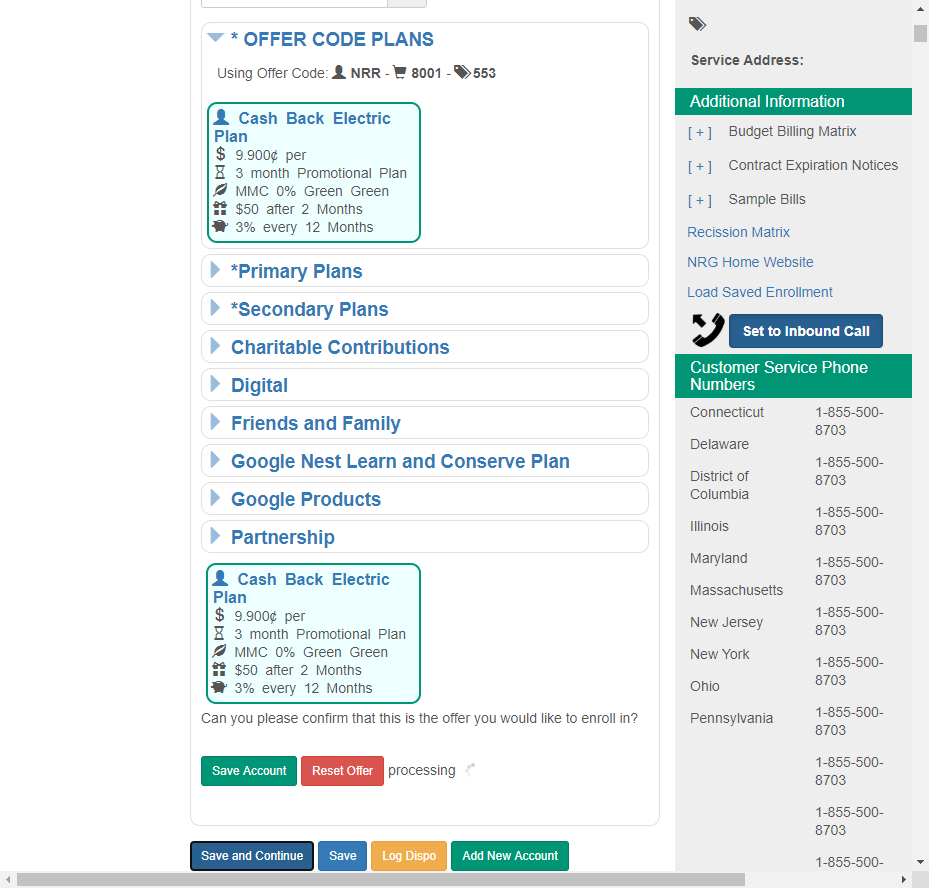 * OFFER CODE PLANS
Using Offer Code: NRR - 8001 - 553
Cash Back Electric
Plan
$ 9.900¢ per
3 month Promotional Plan
MMC 0% Green Green
$50 after 2 Months
3% every 12 Months
*Primary Plans
*Secondary Plans
Charitable Contributions
Digital
Friends and Family
Google Nest Learn and Conserve Plan
Google Products
Partnership
Cash Back Electric
Plan
$ 9.900¢ per
3 month Promotional Plan
MMC 0% Green Green
$50 after 2 Months
3% every 12 Months
Can you please confirm that this is the offer you would like to enroll in?
Save Account Reset Offer processing
Save and Continue Save Log Dispo Add New Account
Service Address:
Additional Information
[ + ] Budget Billing Matrix
[ + ] Contract Expiration Notices
[ + ] Sample Bills
Recission Matrix
NRG Home Website
Load Saved Enrollment
Set to Inbound Call
Customer Service Phone
Numbers
Connecticut
Delaware
District of
Columbia
Illinois
Maryland
Massachusetts
New Jersey
New York
Ohio
Pennsylvania
1-855-500-
8703
1-855-500-
8703
1-855-500-
8703
1-855-500-
8703
1-855-500-
8703
1-855-500-
8703
1-855-500-
8703
1-855-500-
8703
1-855-500-
8703
1-855-500-